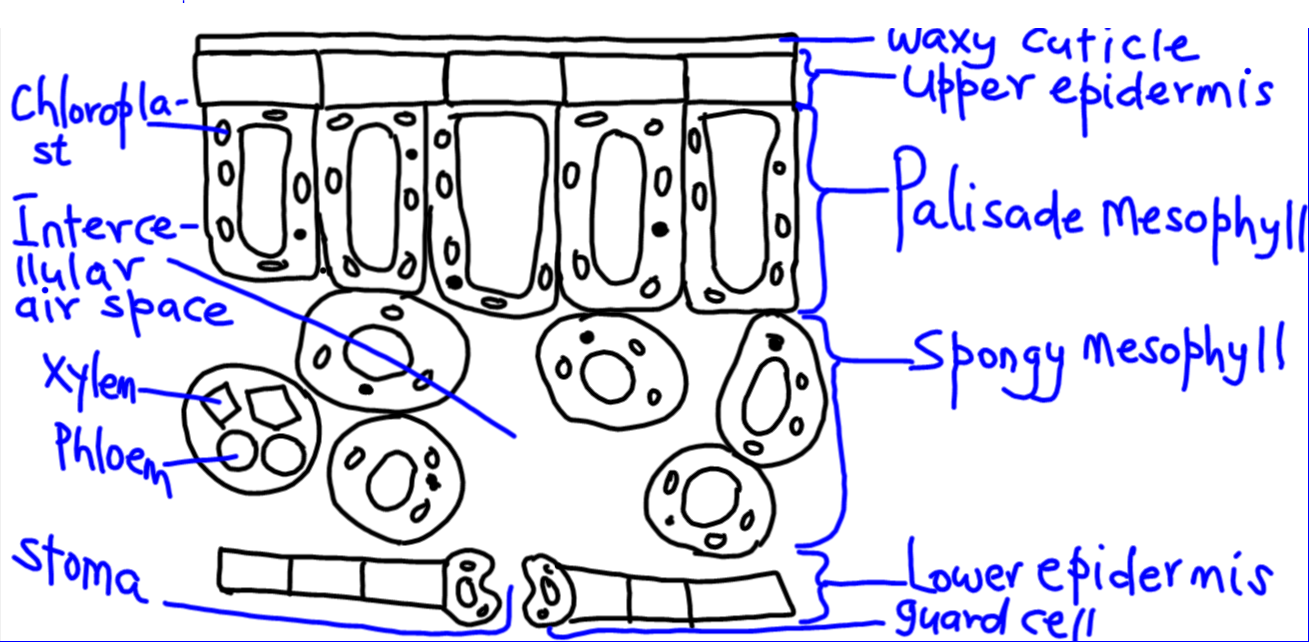 waxy cuticle
Upper epidermis
Chloropla-
st
Palisade Mesophyll
Interce-
llular
air space
Xylem
Spongy Mesophyll
Phloem
stoma
Lower epidermis
guard cell